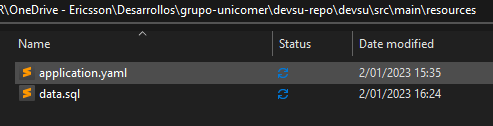 R\OneDrive - Ericsson\Desarrollos\grupo-unicomer\devsu-repo\devsu\src\main\resources
Name Status Date modified
application.yaml 2/01/2023 15:35
data.sql 2/01/2023 16:24